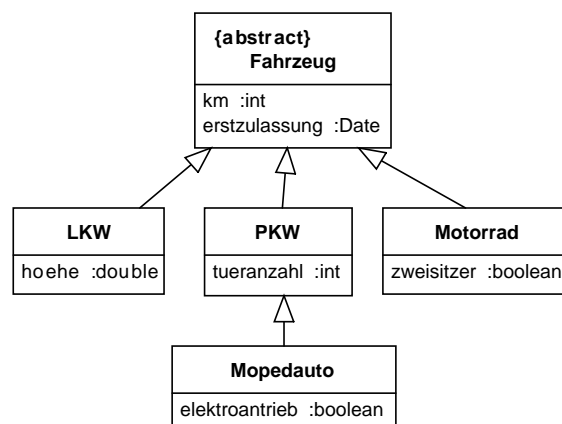 {abstract}
Fahrzeug
km :int
erstzulassung :Date
LKW
hoehe :double
PKW
tueranzahl :int
Motorrad
zweisitzer :boolean
Mopedauto
elektroantrieb :boolean